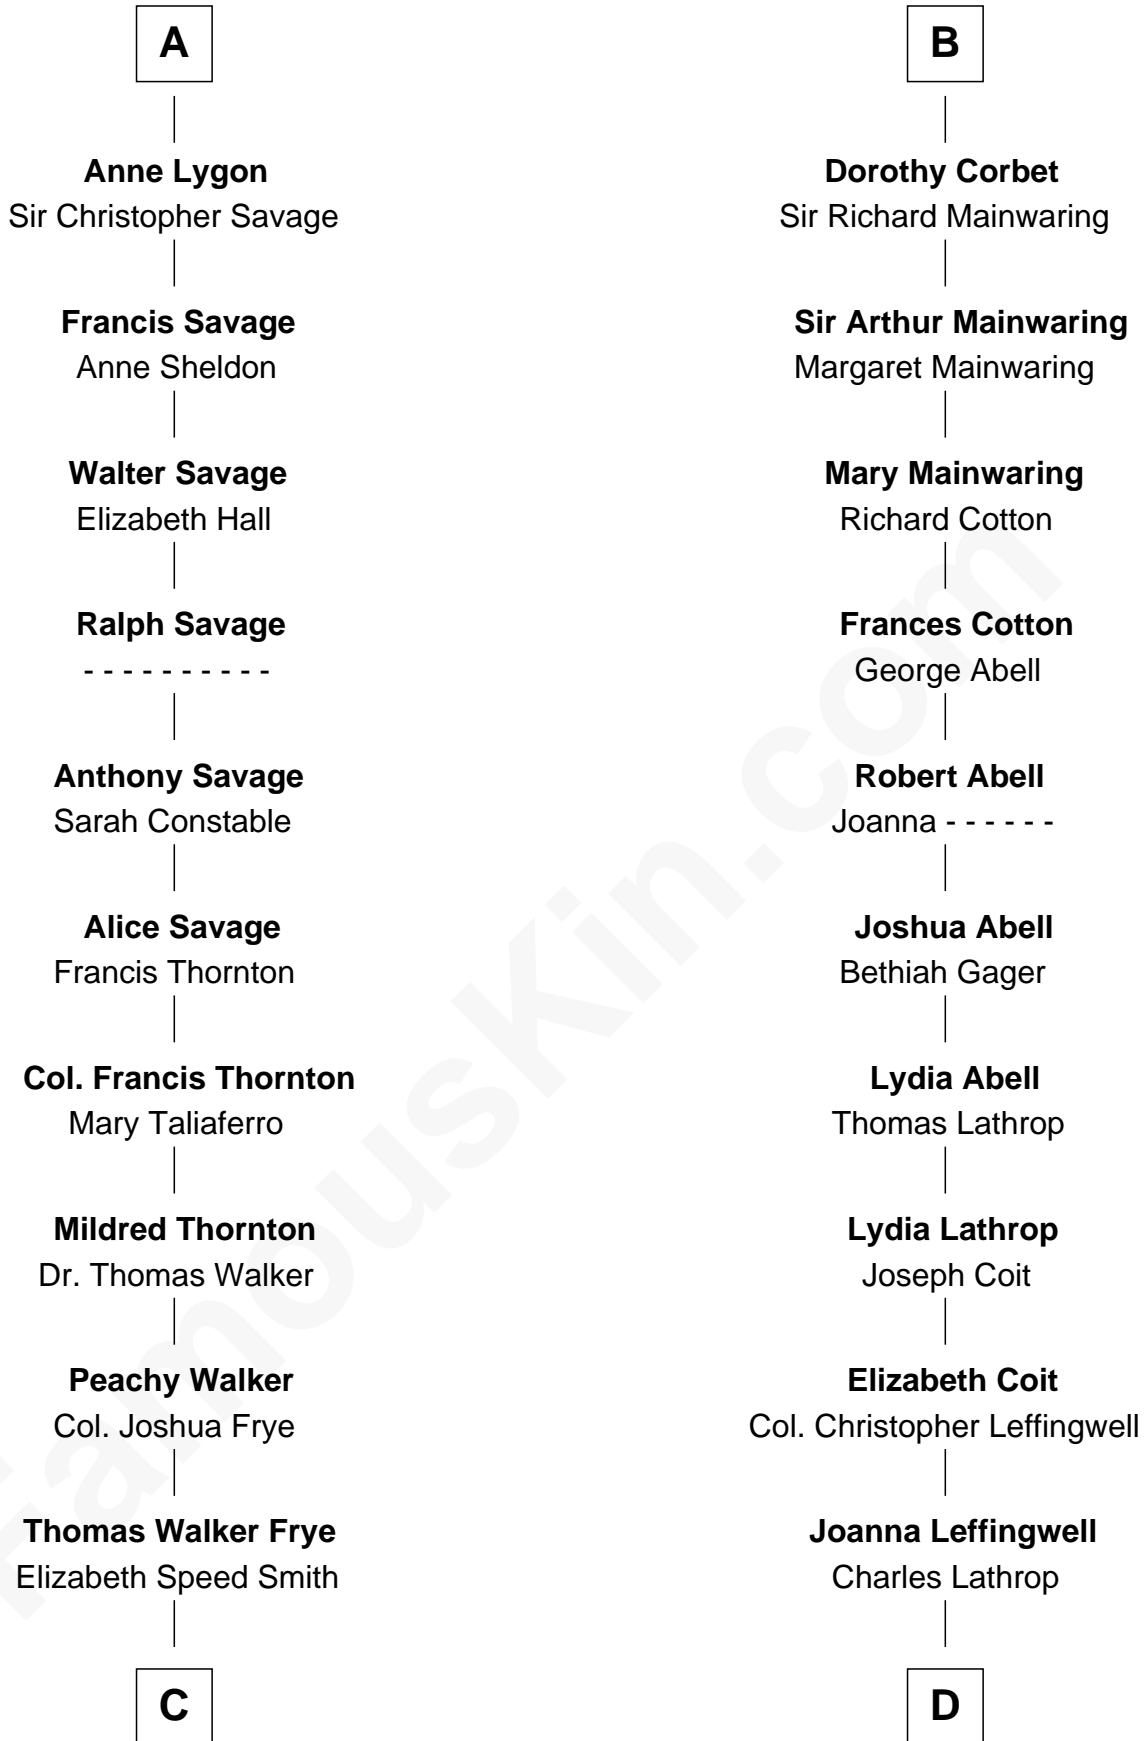 A
Anne Lygon
Sir Christopher Savage
Francis Savage
Anne Sheldon
Walter Savage
Elizabeth Hall
Ralph Savage
- - - - - - - - - -
Anthony Savage
Sarah Constable
Alice Savage
Francis Thornton
Col. Francis Thornton
Mary Taliaferro
Mildred Thornton
Dr. Thomas Walker
Peachy Walker
Col. Joshua Frye
Thomas Walker Frye
Elizabeth Speed Smith
C
B
Dorothy Corbet
Sir Richard Mainwaring
Sir Arthur Mainwaring
Margaret Mainwaring
Mary Mainwaring
Richard Cotton
Frances Cotton
George Abell
Robert Abell
Joanna - - - - - -
Joshua Abell
Bethiah Gager
Lydia Abell
Thomas Lathrop
Lydia Lathrop
Joseph Coit
Elizabeth Coit
Col. Christopher Leffingwell
Joanna Leffingwell
Charles Lathrop
D
FamousKin.com